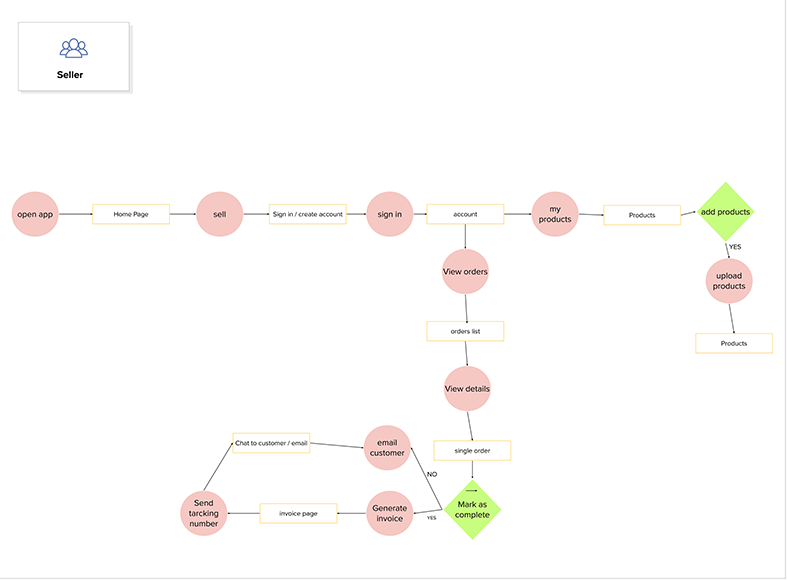 Seller
open app
Home Page
sell
Sign in / create account
sign in
account
my
products
Products
add products
YES
upload
products
Products
View orders
orders list
View details
single order
Mark as
complete
NO
YES
email
customer
Chat to customer / email
Generate
invoice
invoice page
Send
tarcking
number